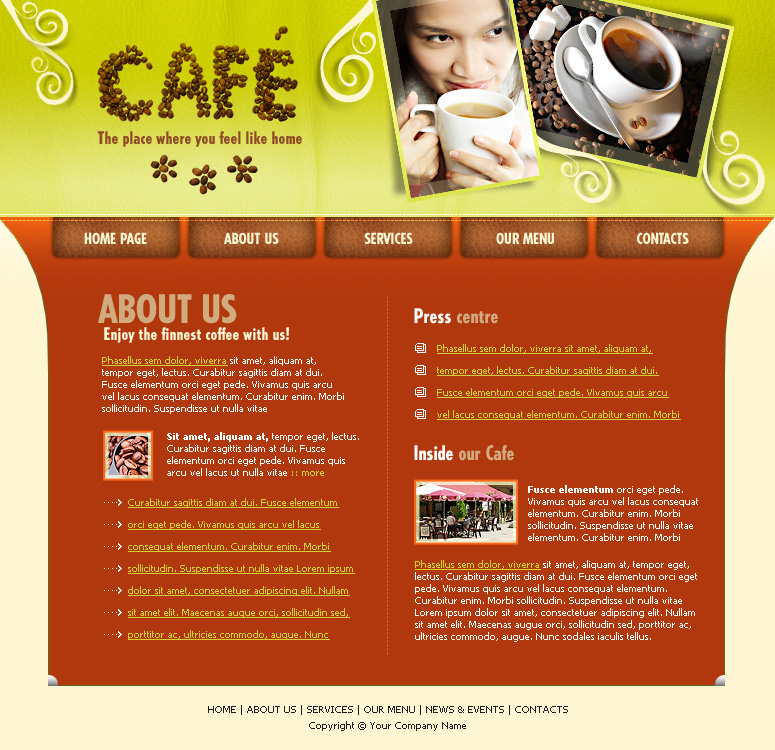 CAFÉ
The place where you feel like home
HOME PAGE
ABOUT US
SERVICES
OUR MENU
CONTACTS
ABOUT US
Enjoy the finnest coffee with us!
Phasellus sem dolor, viverra sit amet, aliquam at,
tempor eget, lectus. Curabitur sagittis diam at dui.
Fusce elementum orci eget pede. Vivamus quis arcu
vel lacus consequat elementum. Curabitur enim. Morbi
sollicitudin. Suspendisse ut nulla vitae
Sit amet, aliquam at, tempor eget, lectus.
Curabitur sagittis diam at dui. Fusce
elementum orci eget pede. Vivamus quis
arcu vel lacus ut nulla vitae :: more
Curabitur sagittis diam at dui. Fusce elementum
orci eget pede. Vivamus quis arcu vel lacus
consequat elementum. Curabitur enim. Morbi
sollicitudin. Suspendisse ut nulla vitae Lorem ipsum
dolor sit amet, consectetuer adipiscing elit. Nullam
sit amet elit. Maecenas augue orci, sollicitudin sed,
porttitor ac, ultricies commodo, augue. Nunc
Press centre
Phasellus sem dolor, viverra sit amet, aliquam at,
tempor eget, lectus. Curabitur sagittis diam at dui.
Fusce elementum orci eget pede. Vivamus quis arcu
vel lacus consequat elementum. Curabitur enim. Morbi
Inside our Cafe
Fusce elementum orci eget pede.
Vivamus quis arcu vel lacus consequat
elementum. Curabitur enim. Morbi
sollicitudin. Suspendisse ut nulla vitae
elementum. Curabitur enim. Morbi
Phasellus sem dolor, viverra sit amet, aliquam at, tempor eget,
lectus. Curabitur sagittis diam at dui. Fusce elementum orci eget
pede. Vivamus quis arcu vel lacus consequat elementum.
Curabitur enim. Morbi sollicitudin. Suspendisse ut nulla vitae
Lorem ipsum dolor sit amet, consectetuer adipiscing elit. Nullam
sit amet elit. Maecenas augue orci, sollicitudin sed, porttitor ac,
ultricies commodo, augue. Nunc sodales iaculis tellus.
HOME | ABOUT US | SERVICES | OUR MENU | NEWS & EVENTS | CONTACTS
Copyright © Your Company Name